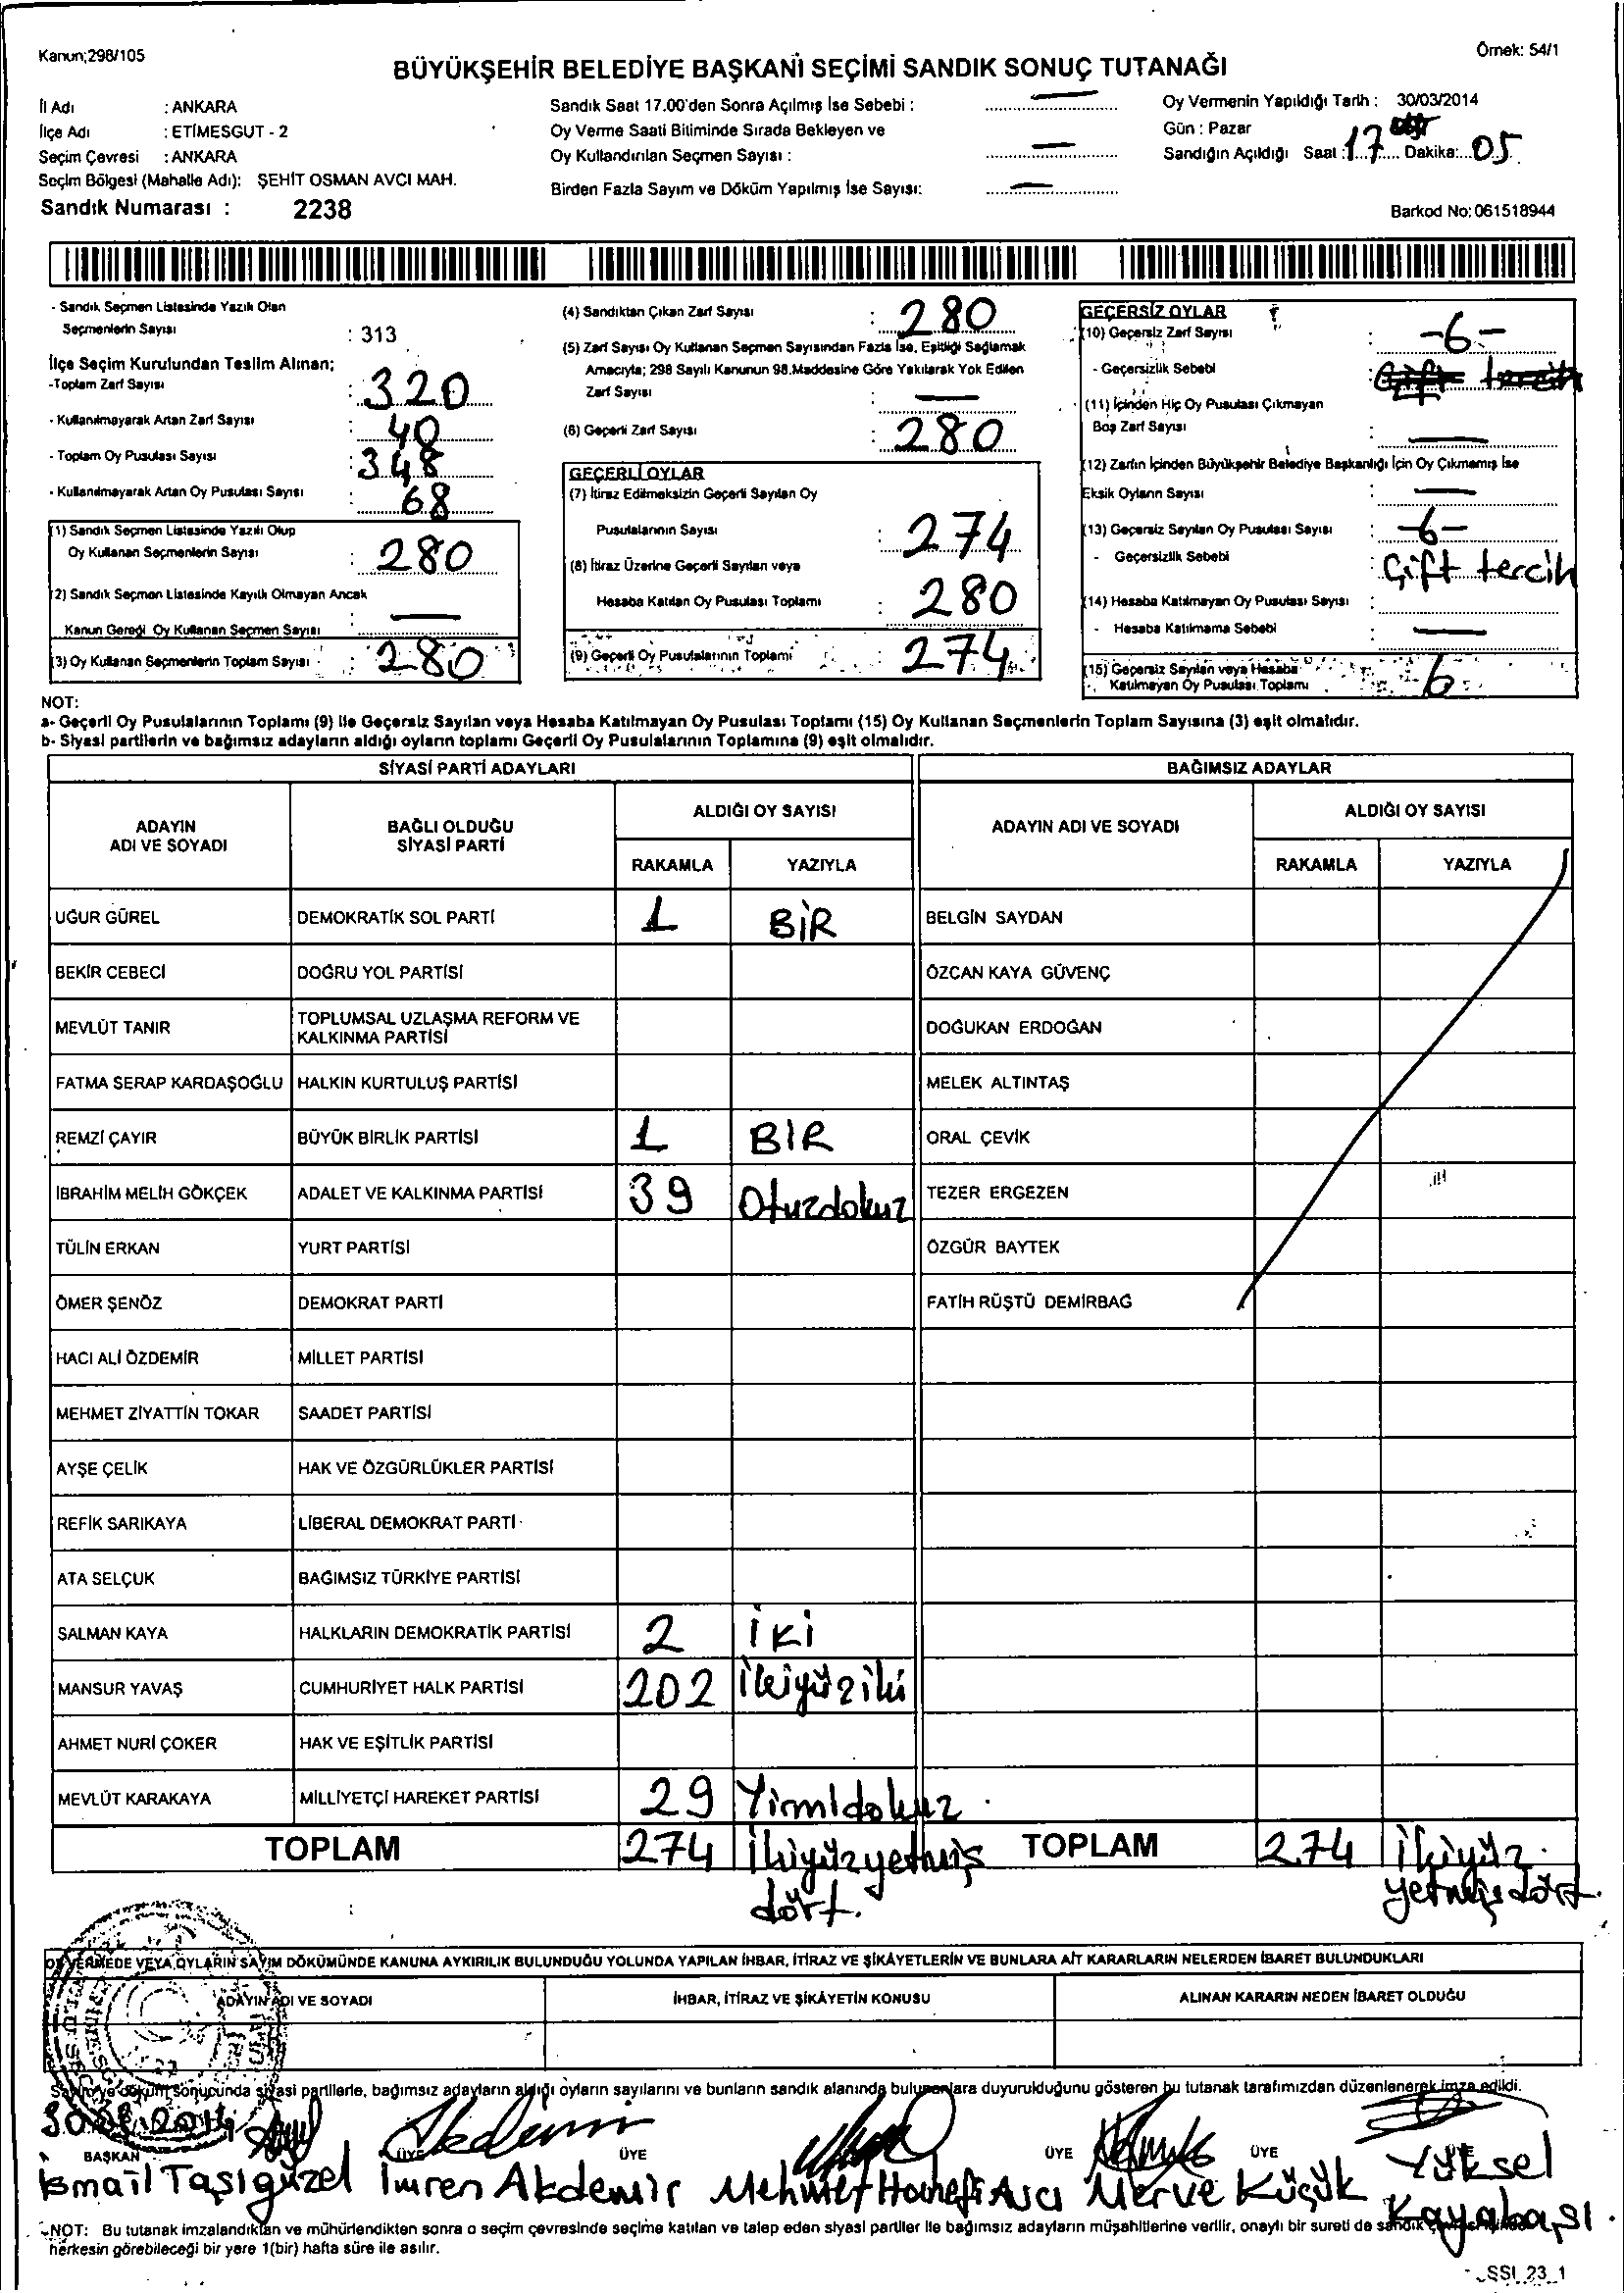 Kanun;298/105
Örnek: 54/1
BÜYÜKŞEHİR BELEDİYE BAŞKANI SEÇİMİ SANDIK SONUÇ TUTANAĞI
İl Adı : ANKARA
İlçe Adı : ETİMESGUT - 2
Seçim Çevresi : ANKARA
Seçim Bölgesi (Mahalle Adı): ŞEHİT OSMAN AVCI MAH.
Sandık Numarası : 2238
Sandık Saat 17.00'den Sonra Açılmış İse Sebebi : —
Oy Verme Saati Bitiminde Sırada Bekleyen ve
Oy Kullandırılan Seçmen Sayısı : —
Birden Fazla Sayım ve Döküm Yapılmış İse Sayısı: —
Oy Vermenin Yapıldığı Tarih : 30/03/2014
Gün : Pazar
Sandığın Açıldığı Saat : 17 Dakika: 05
Barkod No: 061518944
- Sandık Seçmen Listesinde Yazılı Olan
Seçmenlerin Sayısı : 313
İlçe Seçim Kurulundan Teslim Alınan;
-Toplam Zarf Sayısı : 320
- Kullanılmayarak Artan Zarf Sayısı : 40
- Toplam Oy Pusulası Sayısı : 348
- Kullanılmayarak Artan Oy Pusulası Sayısı : 68
(1) Sandık Seçmen Listesinde Yazılı Olup
Oy Kullanan Seçmenlerin Sayısı : 280
(2) Sandık Seçmen Listesinde Kayıtlı Olmayan Ancak
Kanun Gereği Oy Kullanan Seçmen Sayısı : —
(3) Oy Kullanan Seçmenlerin Toplam Sayısı : 280
(4) Sandıktan Çıkan Zarf Sayısı : 280
(5) Zarf Sayısı Oy Kullanan Seçmen Sayısından Fazla İse, Eşitliği Sağlamak
Amacıyla; 298 Sayılı Kanunun 98.Maddesine Göre Yakılarak Yok Edilen
Zarf Sayısı : —
(6) Geçerli Zarf Sayısı : 280
GEÇERLİ OYLAR
(7) İtiraz Edilmeksizin Geçerli Sayılan Oy
Pusulalarının Sayısı : 274
(8) İtiraz Üzerine Geçerli Sayılan veya
Hesaba Katılan Oy Pusulası Toplamı : 280
(9) Geçerli Oy Pusulalarının Toplamı : 274
GEÇERSİZ OYLAR
(10) Geçersiz Zarf Sayısı : -6-
- Geçersizlik Sebebi : Çift tercih
(11) İçinden Hiç Oy Pusulası Çıkmayan
Boş Zarf Sayısı : —
(12) Zarfın İçinden Büyükşehir Belediye Başkanlığı İçin Oy Çıkmamış İse
Eksik Oyların Sayısı : —
(13) Geçersiz Sayılan Oy Pusulası Sayısı : -6-
- Geçersizlik Sebebi : Çift tercih
(14) Hesaba Katılmayan Oy Pusulası Sayısı :
- Hesaba Katılmama Sebebi : —
(15) Geçersiz Sayılan veya Hesaba
Katılmayan Oy Pusulası Toplamı : 6
NOT:
a- Geçerli Oy Pusulalarının Toplamı (9) ile Geçersiz Sayılan veya Hesaba Katılmayan Oy Pusulası Toplamı (15) Oy Kullanan Seçmenlerin Toplam Sayısına (3) eşit olmalıdır.
b- Siyasi partilerin ve bağımsız adayların aldığı oyların toplamı Geçerli Oy Pusulalarının Toplamına (9) eşit olmalıdır.
SİYASİ PARTİ ADAYLARI BAĞIMSIZ ADAYLAR
ADAYIN ADI VE SOYADI BAĞLI OLDUĞU SİYASİ PARTİ ALDIĞI OY SAYISI ADAYIN ADI VE SOYADI ALDIĞI OY SAYISI
RAKAMLA YAZIYLA RAKAMLA YAZIYLA
UĞUR GÜREL DEMOKRATİK SOL PARTİ 1 BİR BELGİN SAYDAN
BEKİR CEBECİ DOĞRU YOL PARTİSİ ÖZCAN KAYA GÜVENÇ
MEVLÜT TANIR TOPLUMSAL UZLAŞMA REFORM VE KALKINMA PARTİSİ DOĞUKAN ERDOĞAN
FATMA SERAP KARDAŞOĞLU HALKIN KURTULUŞ PARTİSİ MELEK ALTINTAŞ
REMZİ ÇAYIR BÜYÜK BİRLİK PARTİSİ 1 BİR ORAL ÇEVİK
İBRAHİM MELİH GÖKÇEK ADALET VE KALKINMA PARTİSİ 39 Otuzdokuz TEZER ERGEZEN
TÜLİN ERKAN YURT PARTİSİ ÖZGÜR BAYTEK
ÖMER ŞENÖZ DEMOKRAT PARTİ FATİH RÜŞTÜ DEMİRBAĞ
HACI ALİ ÖZDEMİR MİLLET PARTİSİ
MEHMET ZİYATTİN TOKAR SAADET PARTİSİ
AYŞE ÇELİK HAK VE ÖZGÜRLÜKLER PARTİSİ
REFİK SARIKAYA LİBERAL DEMOKRAT PARTİ
ATA SELÇUK BAĞIMSIZ TÜRKİYE PARTİSİ
SALMAN KAYA HALKLARIN DEMOKRATİK PARTİSİ 2 İKİ
MANSUR YAVAŞ CUMHURİYET HALK PARTİSİ 202 İkiyüziki
AHMET NURİ ÇOKER HAK VE EŞİTLİK PARTİSİ
MEVLÜT KARAKAYA MİLLİYETÇİ HAREKET PARTİSİ 29 Yirmidokuz
TOPLAM 274 İkiyüzyetmiş dört. TOPLAM 274 İkiyüz yetmişdört.
OY VERMEDE VEYA OYLARIN SAYIM DÖKÜMÜNDE KANUNA AYKIRILIK BULUNDUĞU YOLUNDA YAPILAN İHBAR, İTİRAZ VE ŞİKÂYETLERİN VE BUNLARA AİT KARARLARIN NELERDEN İBARET BULUNDUKLARI
ADAYIN ADI VE SOYADI İHBAR, İTİRAZ VE ŞİKÂYETİN KONUSU ALINAN KARARIN NEDEN İBARET OLDUĞU
Sayım ve döküm sonucunda siyasi partilerle, bağımsız adayların aldığı oyların sayılarını ve bunların sandık alanında bulunanlara duyurulduğunu gösteren bu tutanak tarafımızdan düzenlenerek imza edildi.
BAŞKAN ÜYE ÜYE ÜYE ÜYE
İsmail Taşıgüzel İmren Akdemir Mehmet Hanefi Avcı Merve Küçük Yüksel Kayabaşı
NOT: Bu tutanak imzalandıktan ve mühürlendikten sonra o seçim çevresinde seçime katılan ve talep eden siyasi partiler ile bağımsız adayların müşahitlerine verilir, onaylı bir sureti de sandık
herkesin görebileceği bir yere 1(bir) hafta süre ile asılır.
SSI_23_1